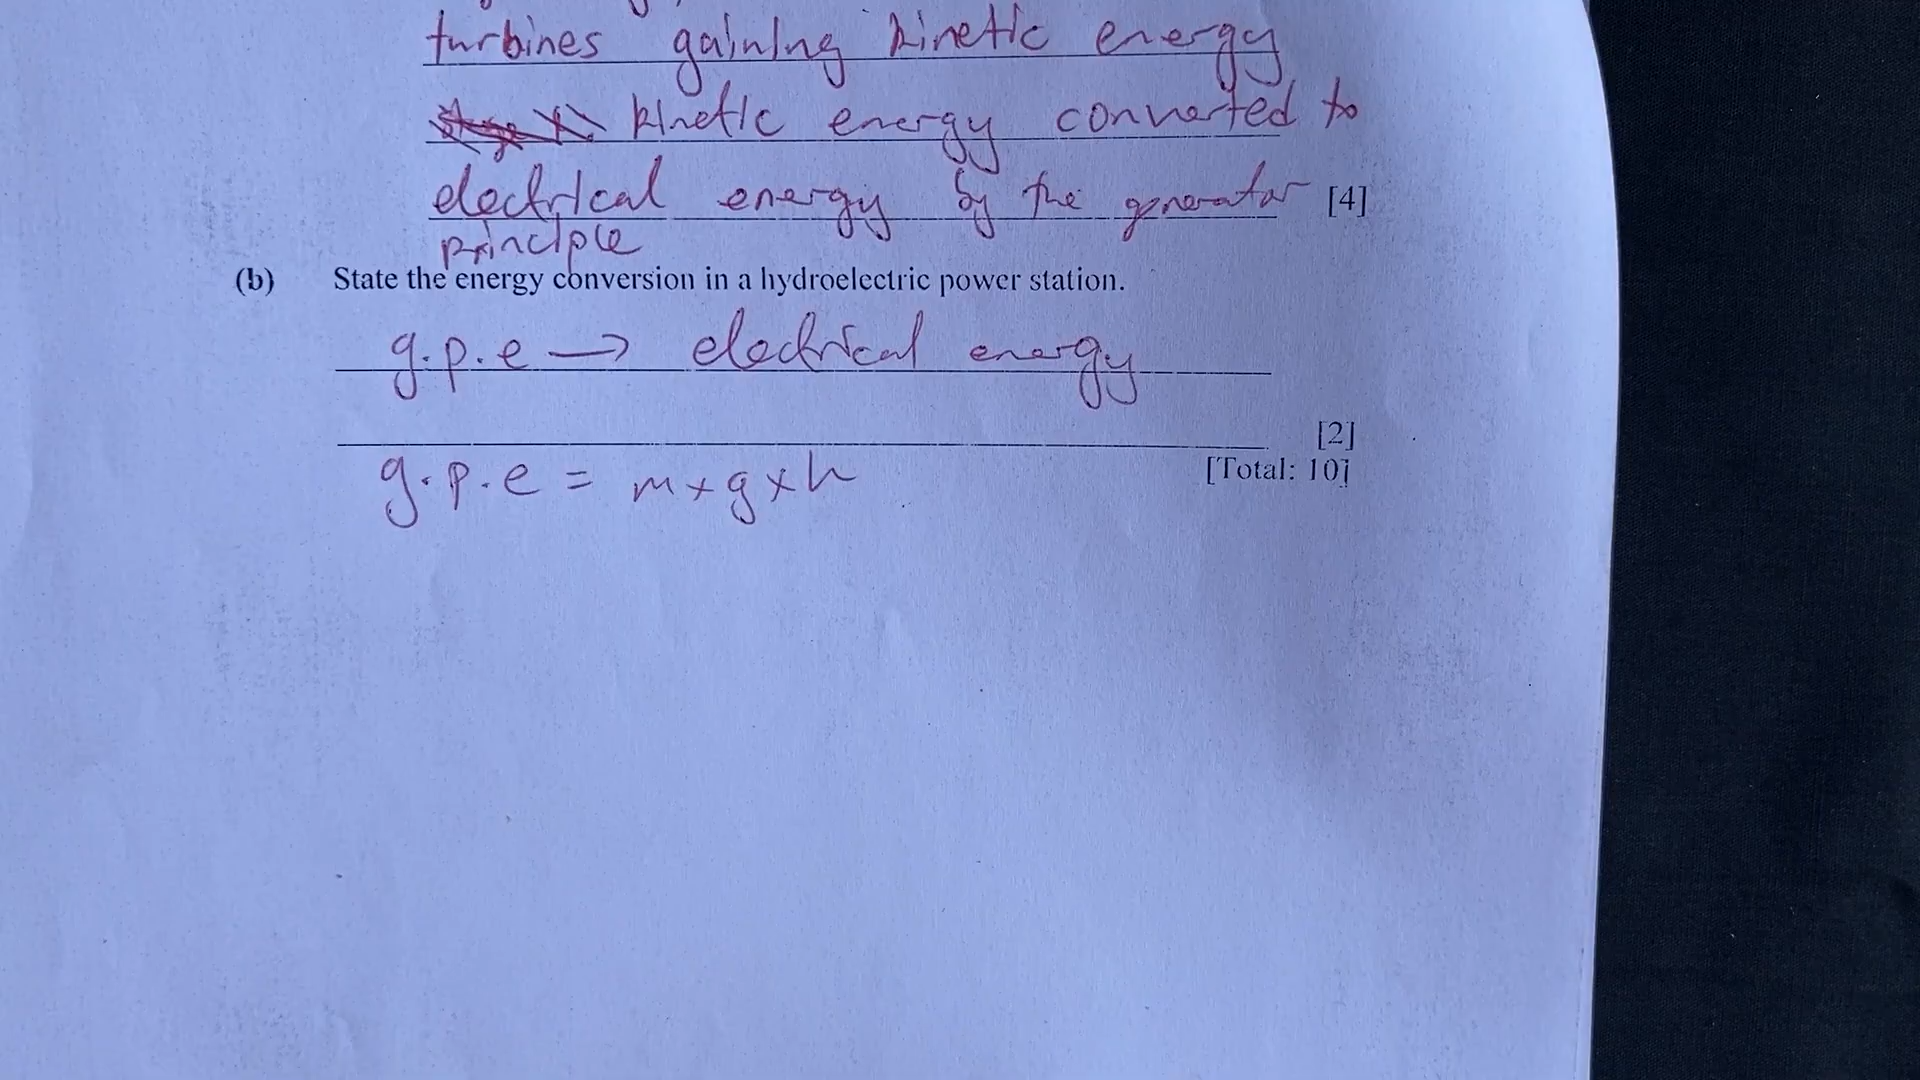 turbines gaining kinetic energy
kinetic energy converted to
electrical energy by the generator [4]
principle
(b) State the energy conversion in a hydroelectric power station.
g.p.e → electrical energy
[2]
g.p.e = m x g x h [Total: 10]